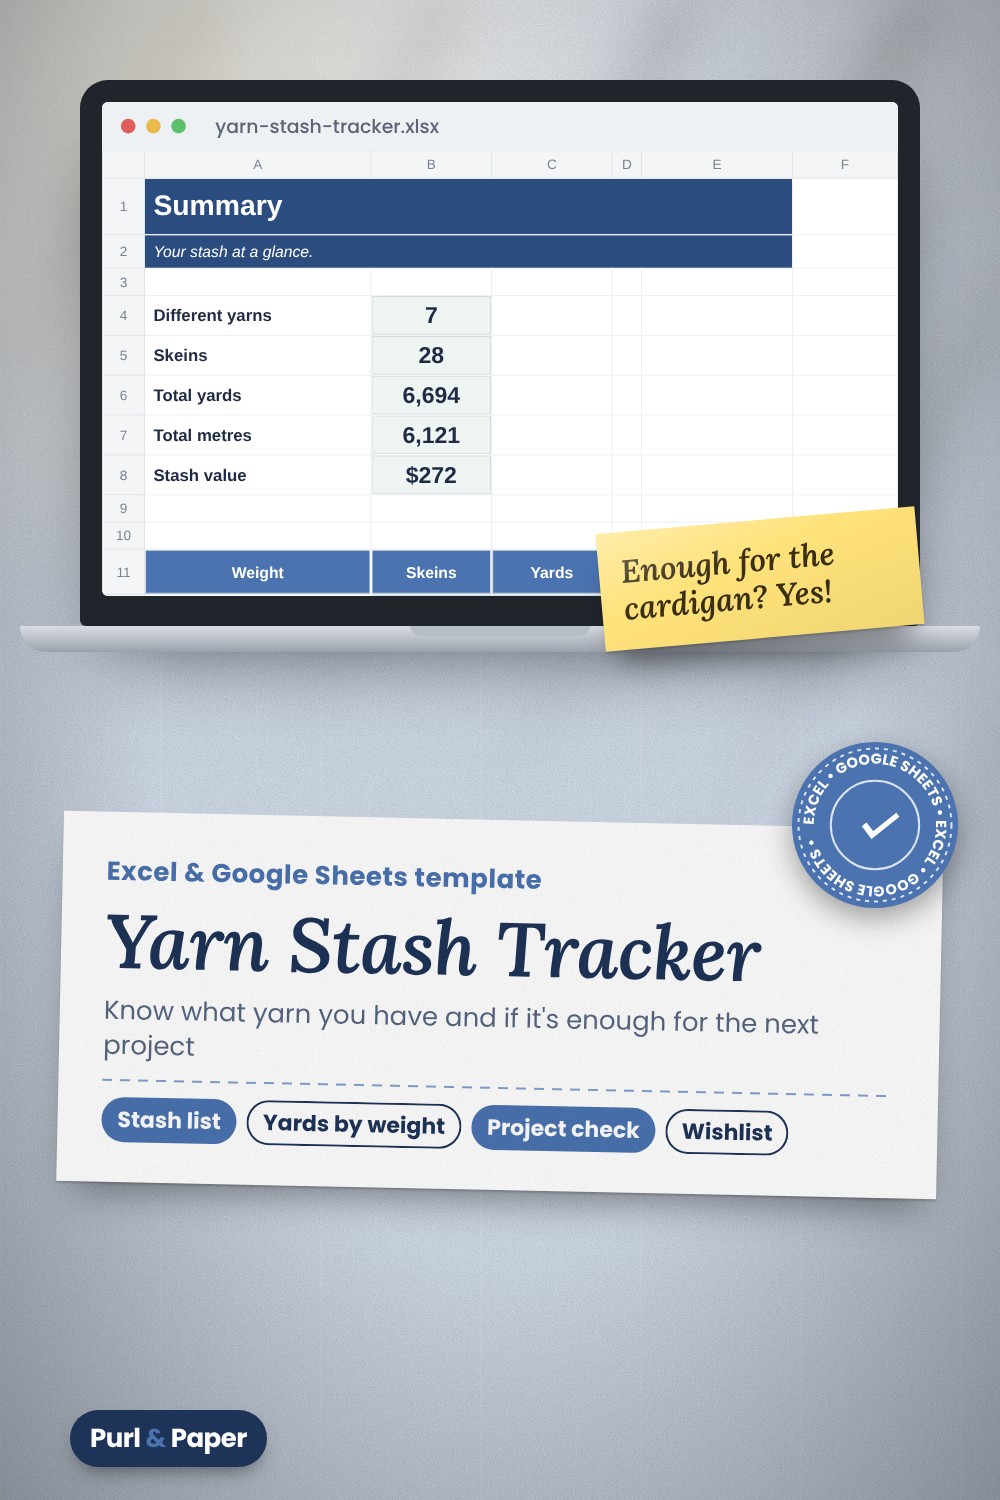 yarn-stash-tracker.xlsx
A B C D E F
1 Summary
2 Your stash at a glance.
3
4 Different yarns 7
5 Skeins 28
6 Total yards 6,694
7 Total metres 6,121
8 Stash value $272
9
10
11 Weight Skeins Yards
Enough for the
cardigan? Yes!
EXCEL • GOOGLE SHEETS • EXCEL • GOOGLE SHEETS •
Excel & Google Sheets template
Yarn Stash Tracker
Know what yarn you have and if it's enough for the next
project
Stash list Yards by weight Project check Wishlist
Purl & Paper